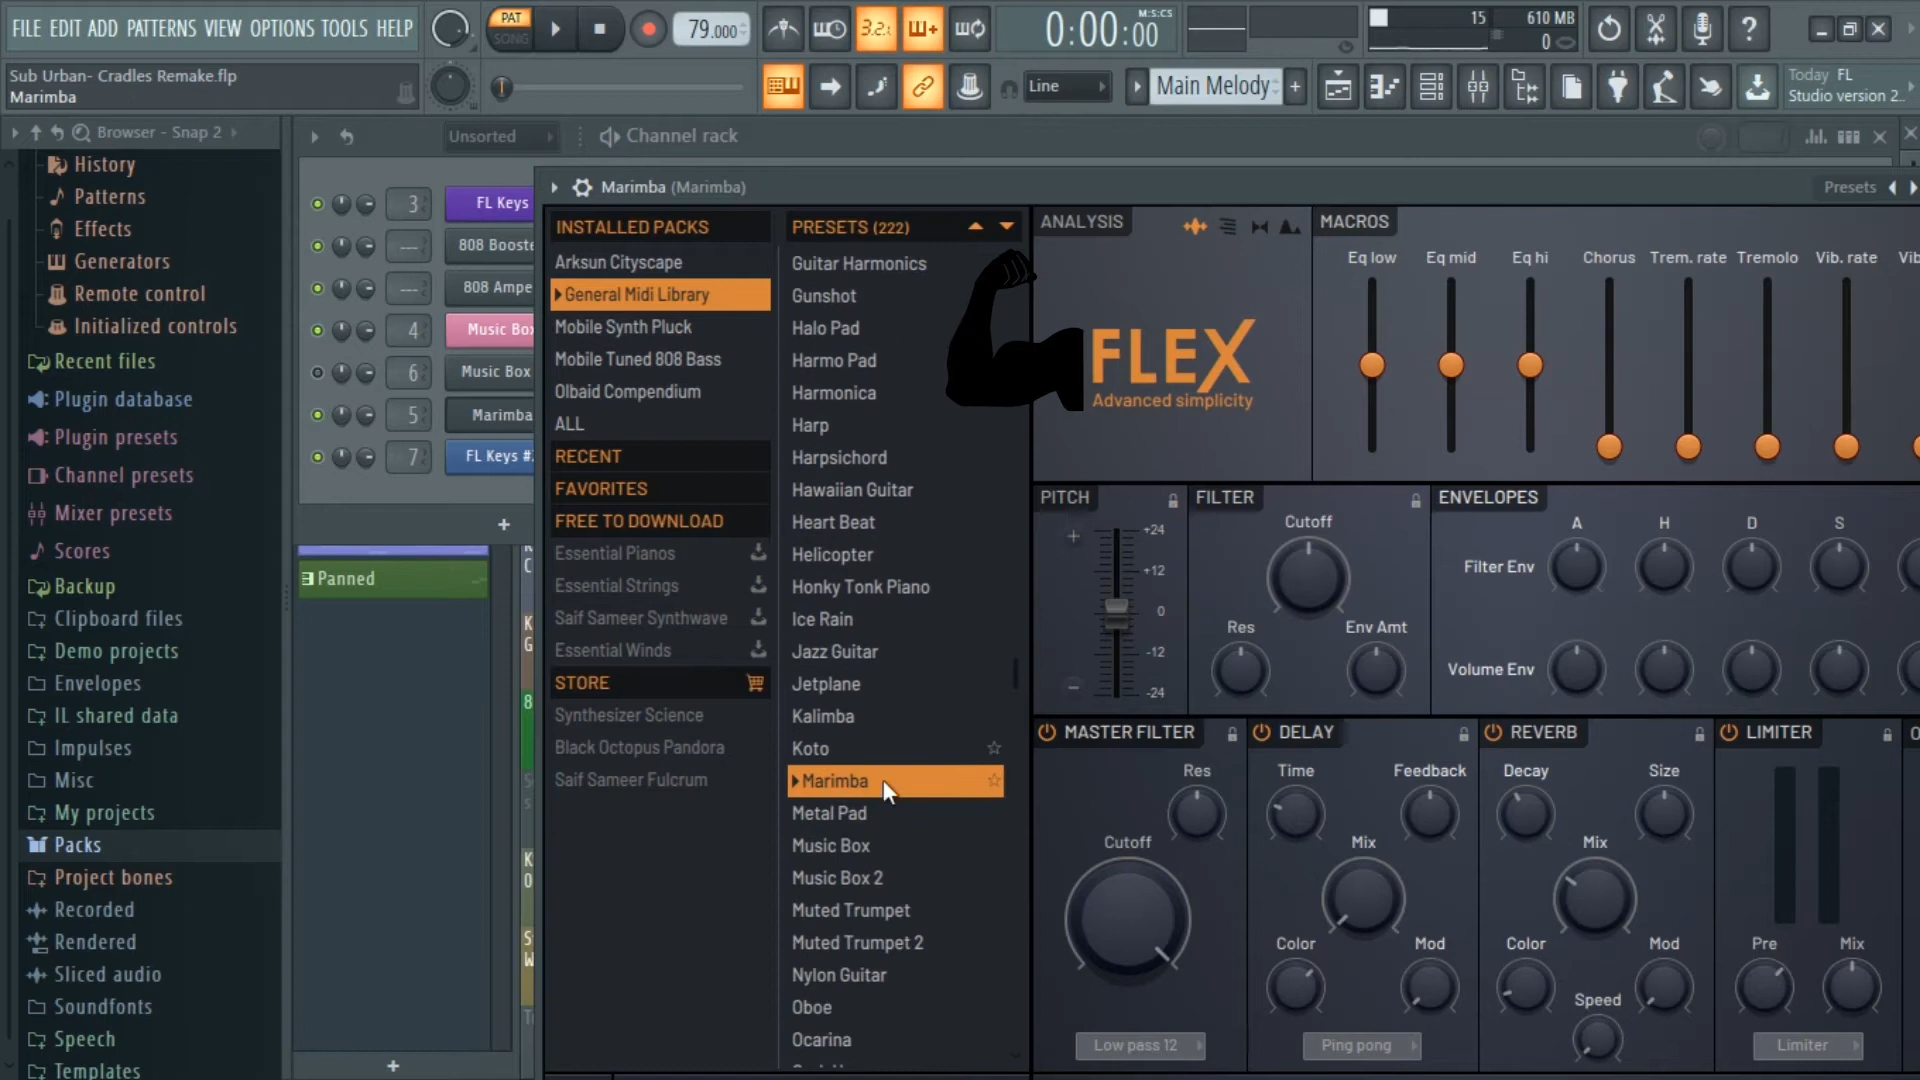 FILE EDIT ADD PATTERNS VIEW OPTIONS TOOLS HELP
PAT
SONG
79.000
3.2
0:00:00
M:S:CS
15
610 MB
0
Sub Urban- Cradles Remake.flp
Marimba
Line
Main Melody
Today FL
Studio version 2..
Browser - Snap 2
Unsorted
Channel rack
History
Patterns
Effects
Generators
Remote control
Initialized controls
Recent files
Plugin database
Plugin presets
Channel presets
Mixer presets
Scores
Backup
Clipboard files
Demo projects
Envelopes
IL shared data
Impulses
Misc
My projects
Packs
Project bones
Recorded
Rendered
Sliced audio
Soundfonts
Speech
Templates
3 FL Keys
--- 808 Booste
--- 808 Ampe
4 Music Bo
6 Music Box
5 Marimba
7 FL Keys #
Panned
Marimba (Marimba)
Presets
INSTALLED PACKS
Arksun Cityscape
General Midi Library
Mobile Synth Pluck
Mobile Tuned 808 Bass
Olbaid Compendium
ALL
RECENT
FAVORITES
FREE TO DOWNLOAD
Essential Pianos
Essential Strings
Saif Sameer Synthwave
Essential Winds
STORE
Synthesizer Science
Black Octopus Pandora
Saif Sameer Fulcrum
PRESETS (222)
Guitar Harmonics
Gunshot
Halo Pad
Harmo Pad
Harmonica
Harp
Harpsichord
Hawaiian Guitar
Heart Beat
Helicopter
Honky Tonk Piano
Ice Rain
Jazz Guitar
Jetplane
Kalimba
Koto
Marimba
Metal Pad
Music Box
Music Box 2
Muted Trumpet
Muted Trumpet 2
Nylon Guitar
Oboe
Ocarina
ANALYSIS
FLEX
Advanced simplicity
MACROS
Eq low Eq mid Eq hi Chorus Trem. rate Tremolo Vib. rate Vib
PITCH
+24
+12
0
-12
-24
FILTER
Cutoff
Res
Env Amt
ENVELOPES
A H D S
Filter Env
Volume Env
MASTER FILTER
Res
Cutoff
Low pass 12
DELAY
Time
Feedback
Mix
Color
Mod
Ping pong
REVERB
Decay
Size
Mix
Color
Mod
Speed
LIMITER
Pre
Mix
Limiter